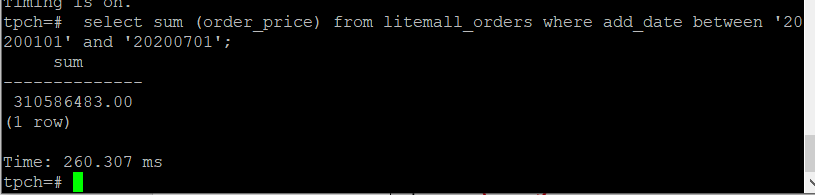 Timing is on.
tpch=#  select sum (order_price) from litemall_orders where add_date between '20
200101' and '20200701';
     sum
--------------
 310586483.00
(1 row)

Time: 260.307 ms
tpch=#